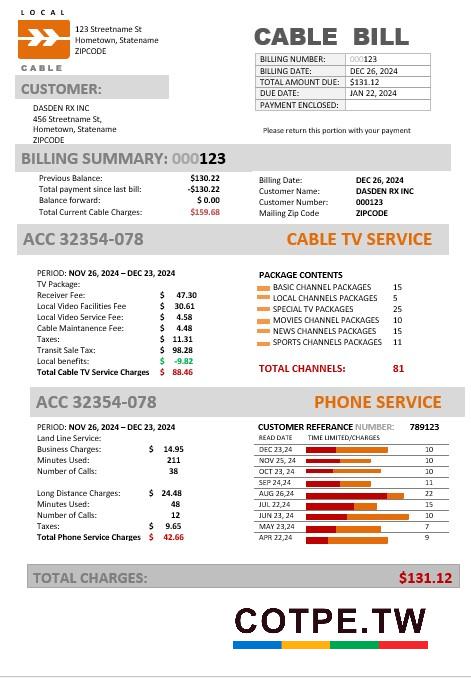 LOCAL
CABLE
123 Streetname St
Hometown, Statename
ZIPCODE
CABLE BILL
BILLING NUMBER: 000123
BILLING DATE: DEC 26, 2024
TOTAL AMOUNT DUE: $131.12
DUE DATE: JAN 22, 2024
PAYMENT ENCLOSED:
CUSTOMER:
DASDEN RX INC
456 Streetname St,
Hometown, Statename
ZIPCODE
Please return this portion with your payment
BILLING SUMMARY: 000123
Previous Balance: $130.22
Total payment since last bill: -$130.22
Balance forward: $ 0.00
Total Current Cable Charges: $159.68
Billing Date: DEC 26, 2024
Customer Name: DASDEN RX INC
Customer Number: 000123
Mailing Zip Code ZIPCODE
ACC 32354-078 CABLE TV SERVICE
PERIOD: NOV 26, 2024 – DEC 23, 2024
TV Package:
Receiver Fee: $ 47.30
Local Video Facilities Fee $ 30.61
Local Video Service Fee: $ 4.58
Cable Maintanence Fee: $ 4.48
Taxes: $ 11.31
Transit Sale Tax: $ 98.28
Local benefits: $ -9.82
Total Cable TV Service Charges $ 88.46
PACKAGE CONTENTS
BASIC CHANNEL PACKAGES 15
LOCAL CHANNEL PACKAGES 5
SPECIAL TV PACKAGES 25
MOVIES CHANNEL PACKAGES 10
NEWS CHANNEL PACKAGES 15
SPORTS CHANNEL PACKAGES 11
TOTAL CHANNELS: 81
ACC 32354-078 PHONE SERVICE
PERIOD: NOV 26, 2024 – DEC 23, 2024
Land Line Service:
Business Charges: $ 14.95
Minutes Used: 211
Number of Calls: 38
Long Distance Charges: $ 24.48
Minutes Used: 48
Number of Calls: 12
Taxes: $ 9.65
Total Phone Service Charges $ 42.66
CUSTOMER REFERANCE NUMBER: 789123
READ DATE TIME LIMITED/CHARGES
DEC 23,24 10
NOV 25, 24 10
OCT 23, 24 10
SEP 24,24 11
AUG 26,24 22
JUL 22,24 15
JUN 23, 24 10
MAY 23,24 7
APR 22,24 9
TOTAL CHARGES: $131.12
COTPE.TW